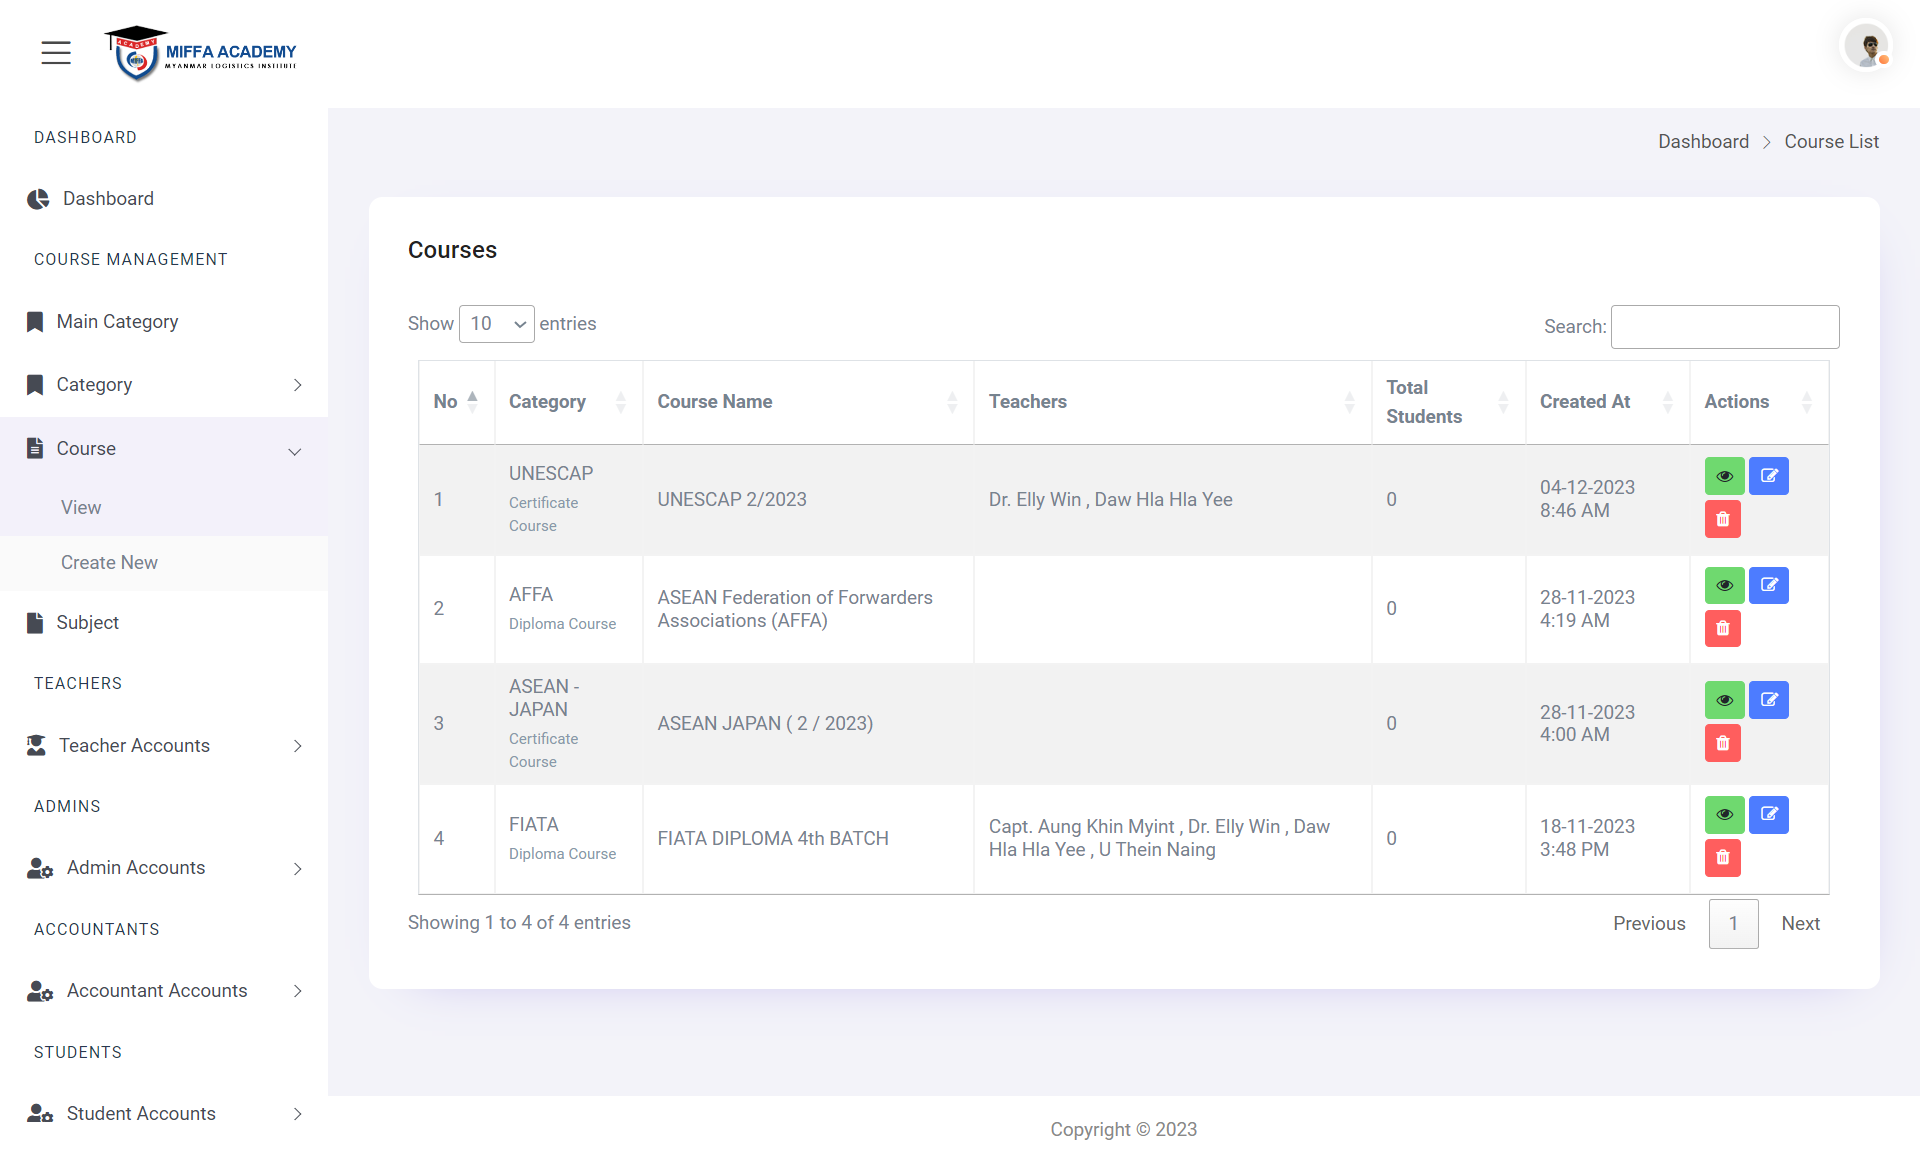 ACADEMY
MIFFA
MIFFA ACADEMY
MYANMAR LOGISTICS INSTITUTE
DASHBOARD
Dashboard
COURSE MANAGEMENT
Main Category
Category
Course
View
Create New
Subject
TEACHERS
Teacher Accounts
ADMINS
Admin Accounts
ACCOUNTANTS
Accountant Accounts
STUDENTS
Student Accounts
Dashboard > Course List
Courses
Show 10 entries
Search:
No Category Course Name Teachers Total Students Created At Actions
1 UNESCAP Certificate Course UNESCAP 2/2023 Dr. Elly Win , Daw Hla Hla Yee 0 04-12-2023 8:46 AM
2 AFFA Diploma Course ASEAN Federation of Forwarders Associations (AFFA) 0 28-11-2023 4:19 AM
3 ASEAN - JAPAN Certificate Course ASEAN JAPAN ( 2 / 2023) 0 28-11-2023 4:00 AM
4 FIATA Diploma Course FIATA DIPLOMA 4th BATCH Capt. Aung Khin Myint , Dr. Elly Win , Daw Hla Hla Yee , U Thein Naing 0 18-11-2023 3:48 PM
Showing 1 to 4 of 4 entries
Previous 1 Next
Copyright © 2023